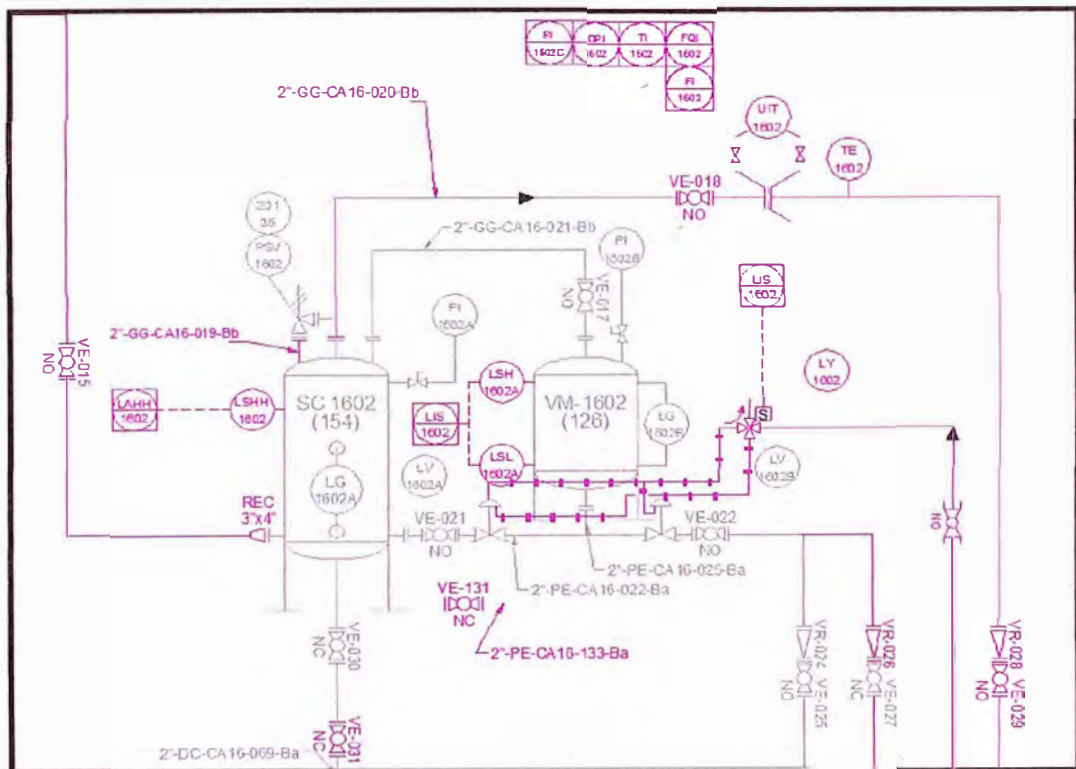 PI
1602C
DPI
1602
TI
1602
FQI
1602
FI
1602
2"-GG-CA16-020-Bb
UIT
1602
TE
1602
VE-018
NO
2"-GG-CA16-021-Bb
PSV
1602
PI
1602B
VE-017
NO
LIS
1602
PI
1602A
2"-GG-CA16-019-Bb
VE-015
NO
LAHH
1602
LSHH
1602
SC 1602
(154)
LSH
1602A
LIS
1602
LSL
1602A
VM-1602
(126)
LG
1602B
LY
1602
S
LG
1602A
LV
1602A
LV
1602B
REC
3"x4"
VE-021
NO
VE-022
NO
NO
2"-PE-CA16-025-Ba
2"-PE-CA16-022-Ba
VE-131
NC
2"-PE-CA16-133-Ba
VE-030
NC
VR-024 VE-025
NO
VR-026 VE-027
NC
VR-028 VE-029
NO
VE-031
NC
2"-DC-CA16-069-Ba